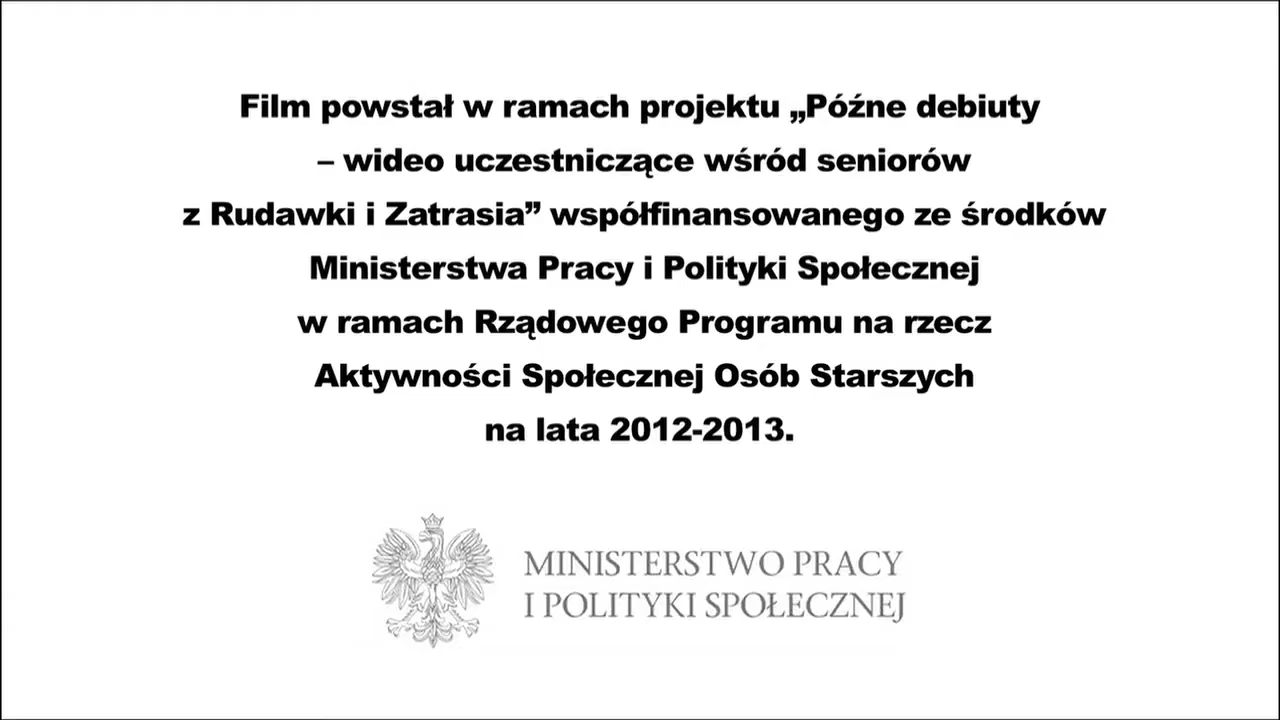 Film powstał w ramach projektu „Późne debiuty
– wideo uczestniczące wśród seniorów
z Rudawki i Zatrasia” współfinansowanego ze środków
Ministerstwa Pracy i Polityki Społecznej
w ramach Rządowego Programu na rzecz
Aktywności Społecznej Osób Starszych
na lata 2012-2013.
MINISTERSTWO PRACY
I POLITYKI SPOŁECZNEJ